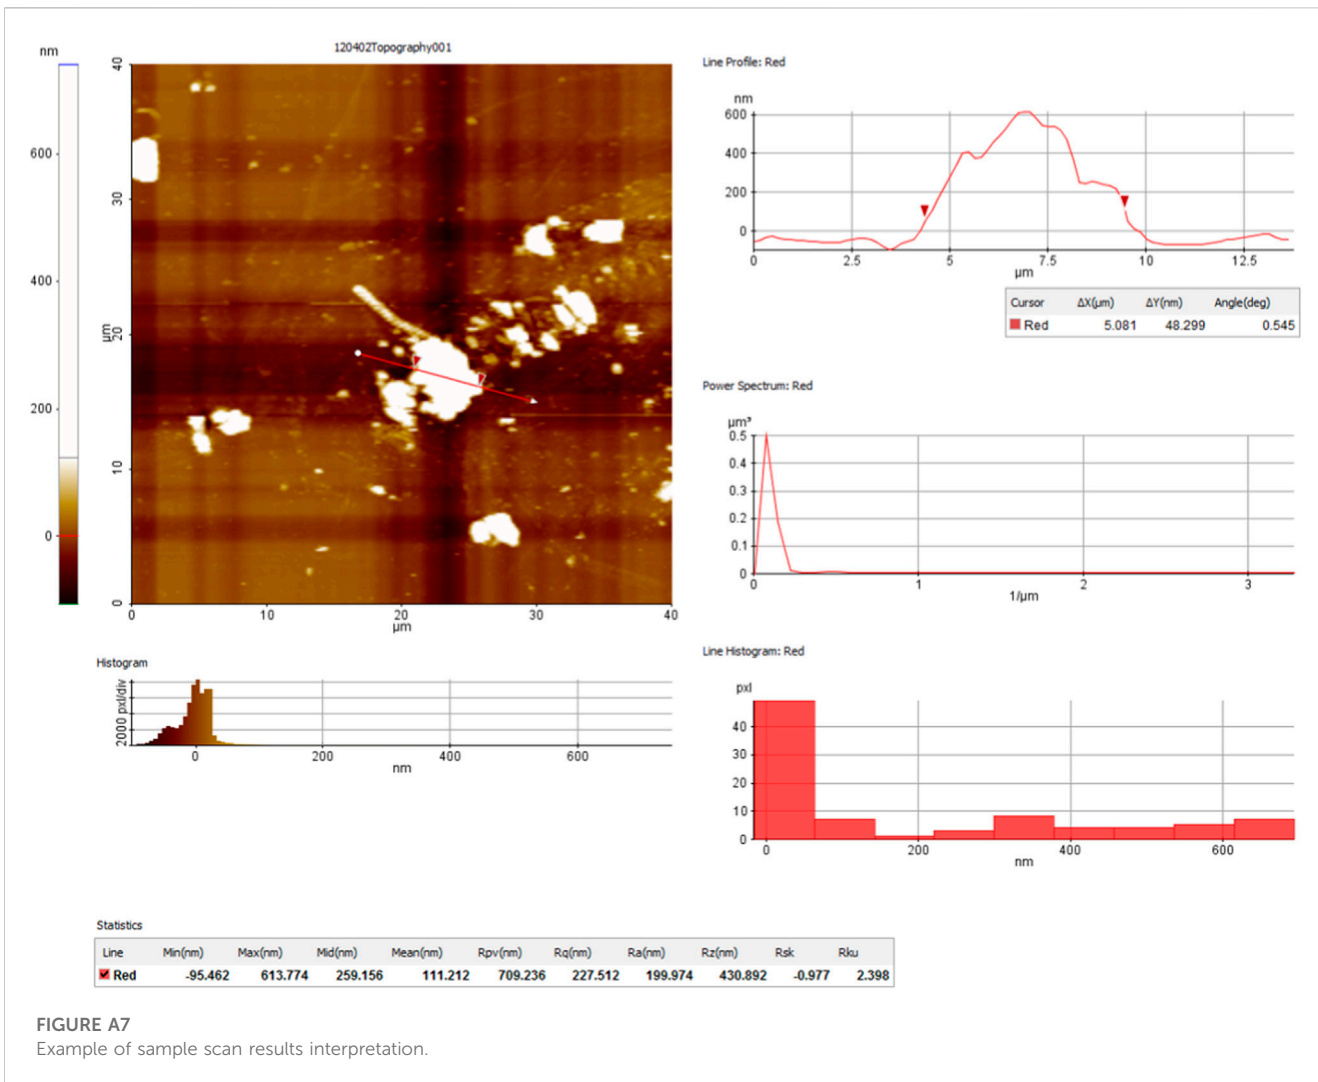 120402Topography001
nm
600
400
200
0
40
30
20
10
0
µm
0 10 20 30 40
µm
Line Profile: Red
nm
600
400
200
0
0 2.5 5 7.5 10 12.5
µm
Cursor ΔX(µm) ΔY(nm) Angle(deg)
Red 5.081 48.299 0.545
Power Spectrum: Red
µm³
0.5
0.4
0.3
0.2
0.1
0
0 1 2 3
1/µm
Histogram
2000 pxl/div
0 200 400 600
nm
Line Histogram: Red
pxl
40
30
20
10
0
0 200 400 600
nm
Statistics
Line Min(nm) Max(nm) Mid(nm) Mean(nm) Rpv(nm) Rq(nm) Ra(nm) Rz(nm) Rsk Rku
Red -95.462 613.774 259.156 111.212 709.236 227.512 199.974 430.892 -0.977 2.398
FIGURE A7
Example of sample scan results interpretation.